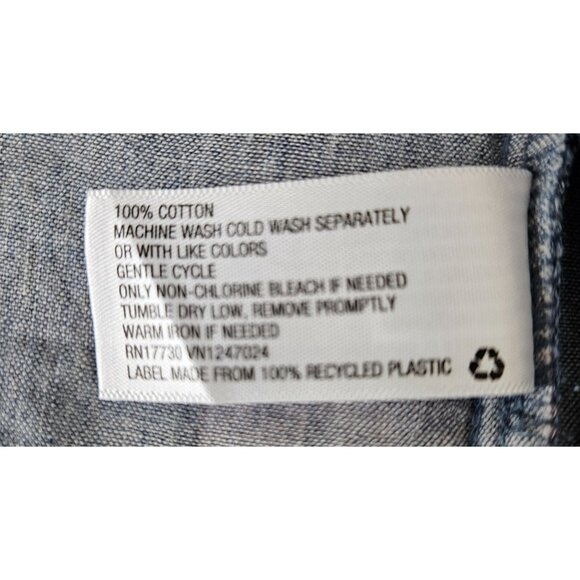 100% COTTON
MACHINE WASH COLD WASH SEPARATELY
OR WITH LIKE COLORS
GENTLE CYCLE
ONLY NON-CHLORINE BLEACH IF NEEDED
TUMBLE DRY LOW, REMOVE PROMPTLY
WARM IRON IF NEEDED
RN17730 VN1247024
LABEL MADE FROM 100% RECYCLED PLASTIC